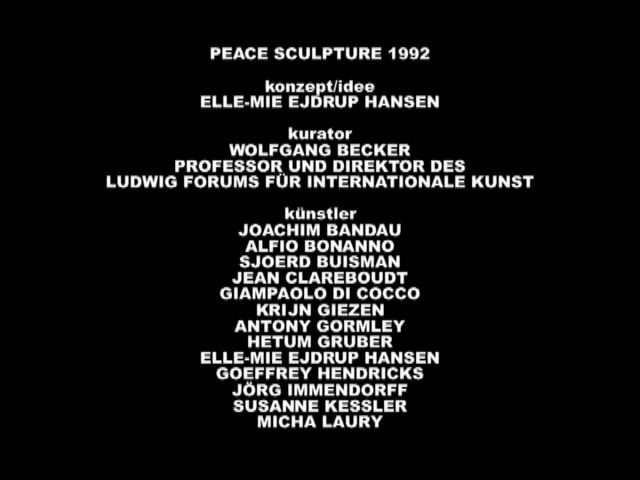 PEACE SCULPTURE 1992
konzept/idee
ELLE-MIE EJDRUP HANSEN
kurator
WOLFGANG BECKER
PROFESSOR UND DIREKTOR DES
LUDWIG FORUMS FÜR INTERNATIONALE KUNST
künstler
JOACHIM BANDAU
ALFIO BONANNO
SJOERD BUISMAN
JEAN CLAREBOUDT
GIAMPAOLO DI COCCO
KRIJN GIEZEN
ANTONY GORMLEY
HETUM GRUBER
ELLE-MIE EJDRUP HANSEN
GOEFFREY HENDRICKS
JÖRG IMMENDORFF
SUSANNE KESSLER
MICHA LAURY